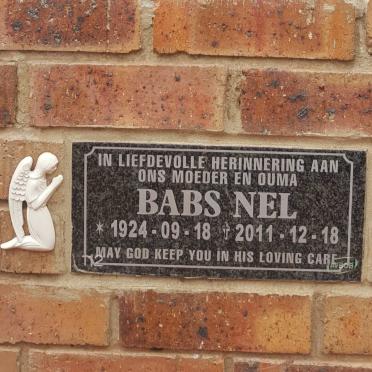 IN LIEFDEVOLLE HERINNERING AAN
ONS MOEDER EN OUMA
BABS NEL
* 1924 - 09 - 18 † 2011 - 12 - 18
MAY GOD KEEP YOU IN HIS LOVING CARE